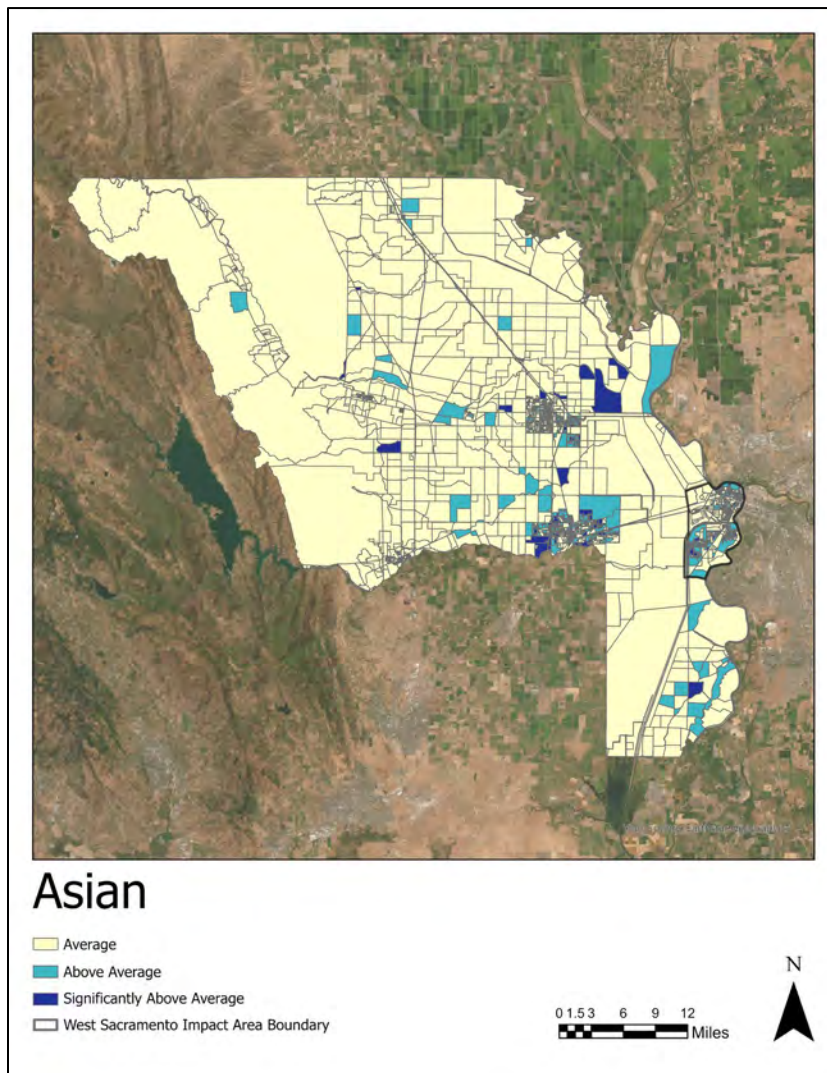 Asian
Average
Above Average
Significantly Above Average
West Sacramento Impact Area Boundary
N
0 1.5 3 6 9 12
Miles